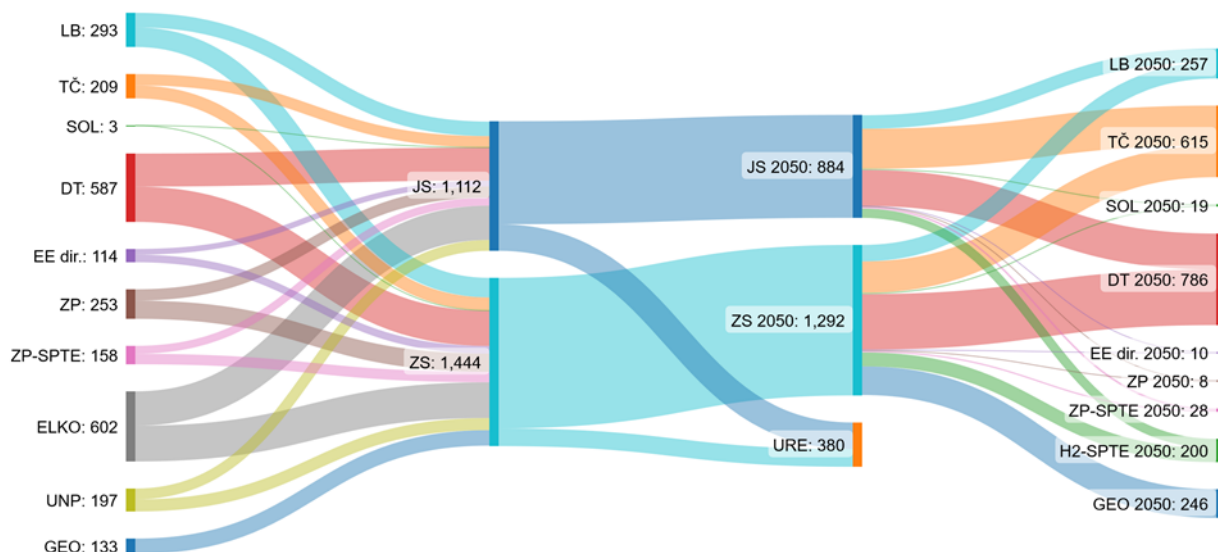 LB: 293
TČ: 209
SOL: 3
DT: 587
EE dir.: 114
ZP: 253
ZP-SPTE: 158
ELKO: 602
UNP: 197
GEO: 133
JS: 1,112
ZS: 1,444
JS 2050: 884
ZS 2050: 1,292
URE: 380
LB 2050: 257
TČ 2050: 615
SOL 2050: 19
DT 2050: 786
EE dir. 2050: 10
ZP 2050: 8
ZP-SPTE 2050: 28
H2-SPTE 2050: 200
GEO 2050: 246